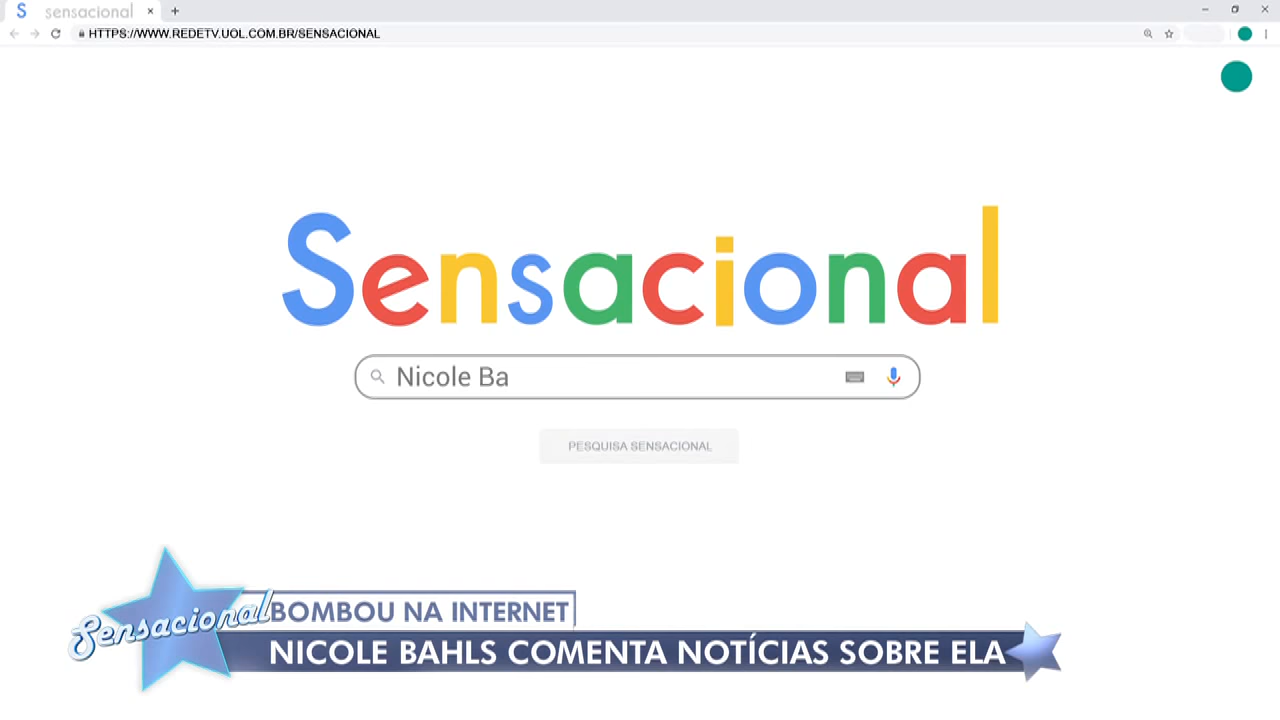 S sensacional
HTTPS://WWW.REDETV.UOL.COM.BR/SENSACIONAL
Sensacional
Nicole Ba
PESQUISA SENSACIONAL
Sensacional
BOMBOU NA INTERNET
NICOLE BAHLS COMENTA NOTÍCIAS SOBRE ELA